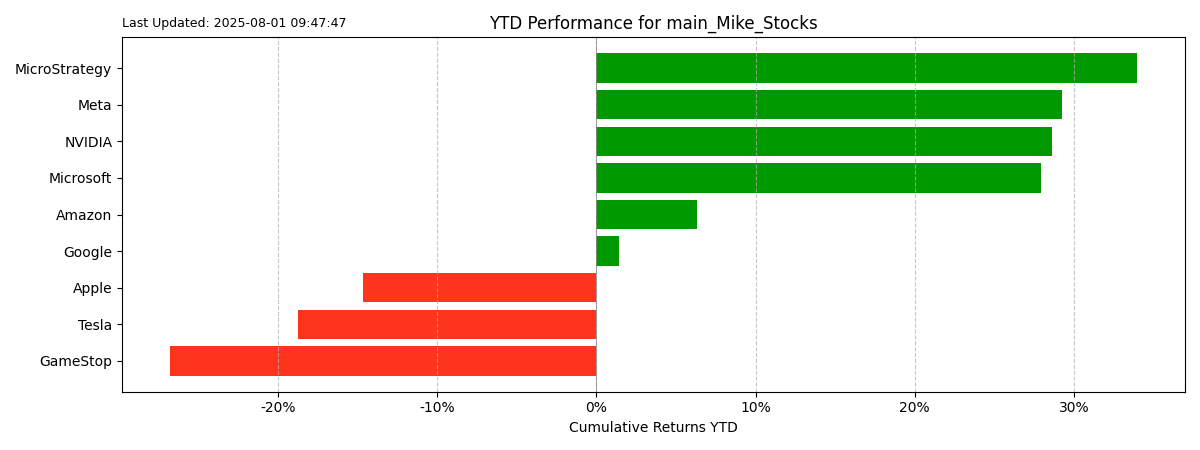 Last Updated: 2025-08-01 09:47:47
YTD Performance for main_Mike_Stocks
MicroStrategy
Meta
NVIDIA
Microsoft
Amazon
Google
Apple
Tesla
GameStop
-20% -10% 0% 10% 20% 30%
Cumulative Returns YTD